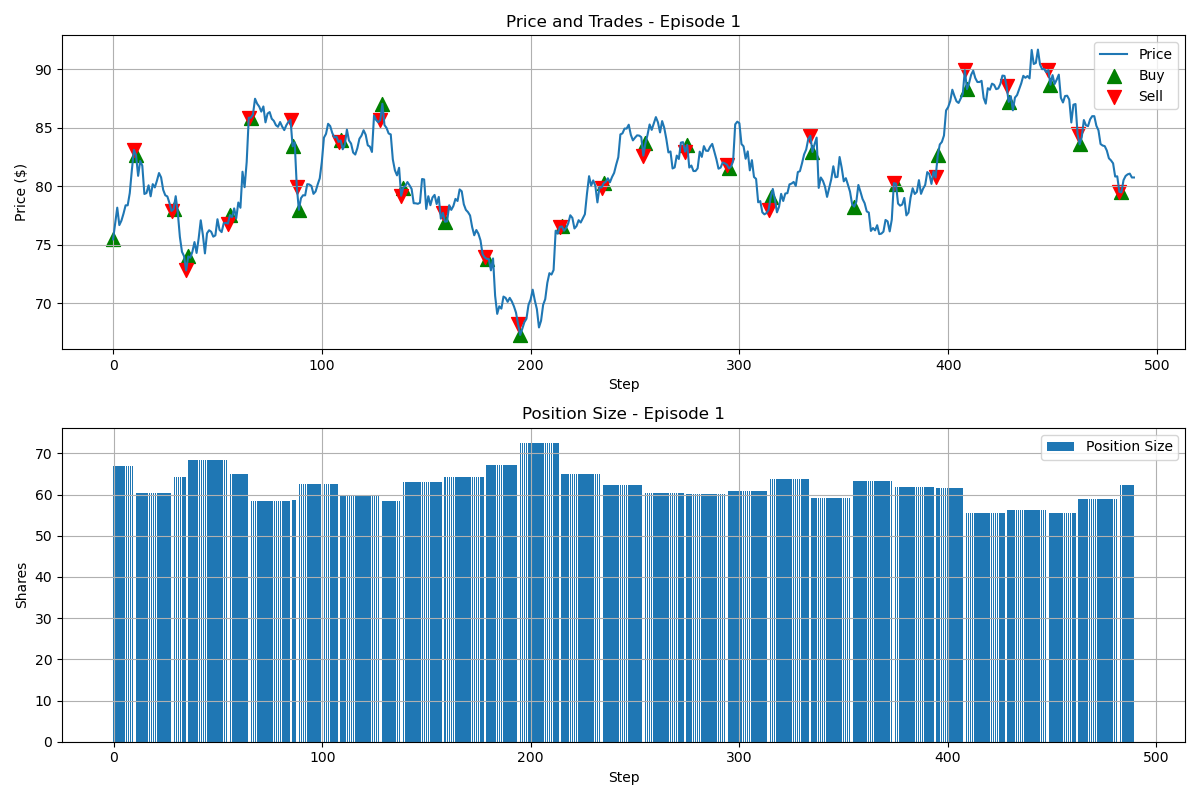 Price and Trades - Episode 1
Price ($)
90
85
80
75
70
Price
Buy
Sell
0
100
200
300
400
500
Step
Position Size - Episode 1
Shares
70
60
50
40
30
20
10
0
Position Size
0
100
200
300
400
500
Step